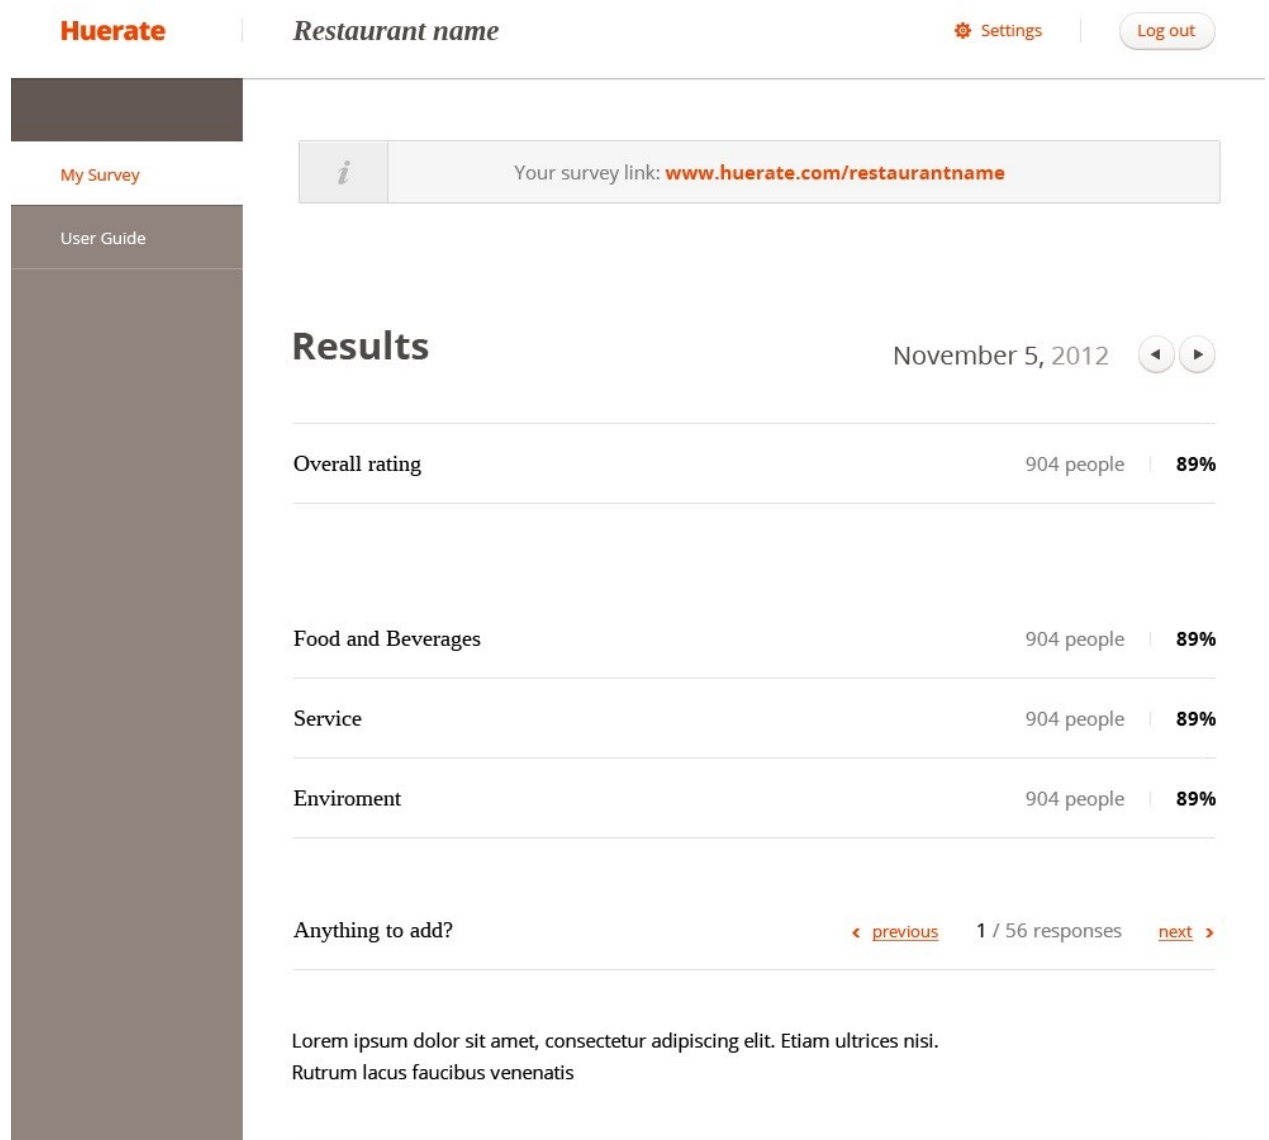 Huerate
Restaurant name
Settings
Log out
My Survey
User Guide
i
Your survey link: www.huerate.com/restaurantname
Results
November 5, 2012
Overall rating 904 people 89%
Food and Beverages 904 people 89%
Service 904 people 89%
Enviroment 904 people 89%
Anything to add? previous 1 / 56 responses next
Lorem ipsum dolor sit amet, consectetur adipiscing elit. Etiam ultrices nisi.
Rutrum lacus faucibus venenatis